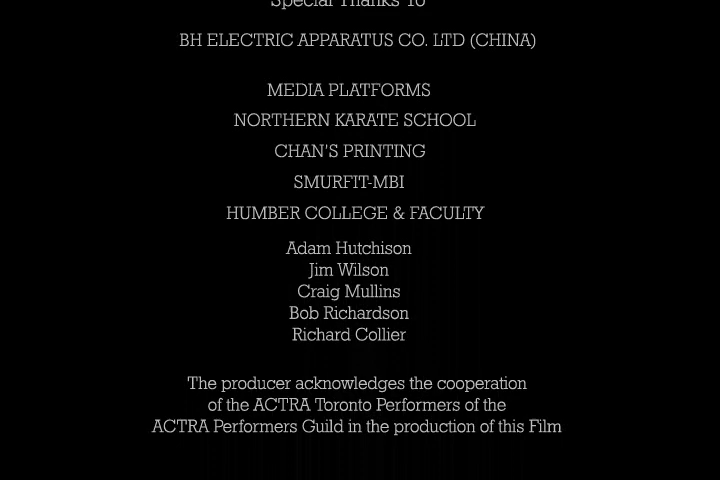 Special Thanks To
BH ELECTRIC APPARATUS CO. LTD (CHINA)
MEDIA PLATFORMS
NORTHERN KARATE SCHOOL
CHAN'S PRINTING
SMURFIT-MBI
HUMBER COLLEGE & FACULTY
Adam Hutchison
Jim Wilson
Craig Mullins
Bob Richardson
Richard Collier
The producer acknowledges the cooperation
of the ACTRA Toronto Performers of the
ACTRA Performers Guild in the production of this Film